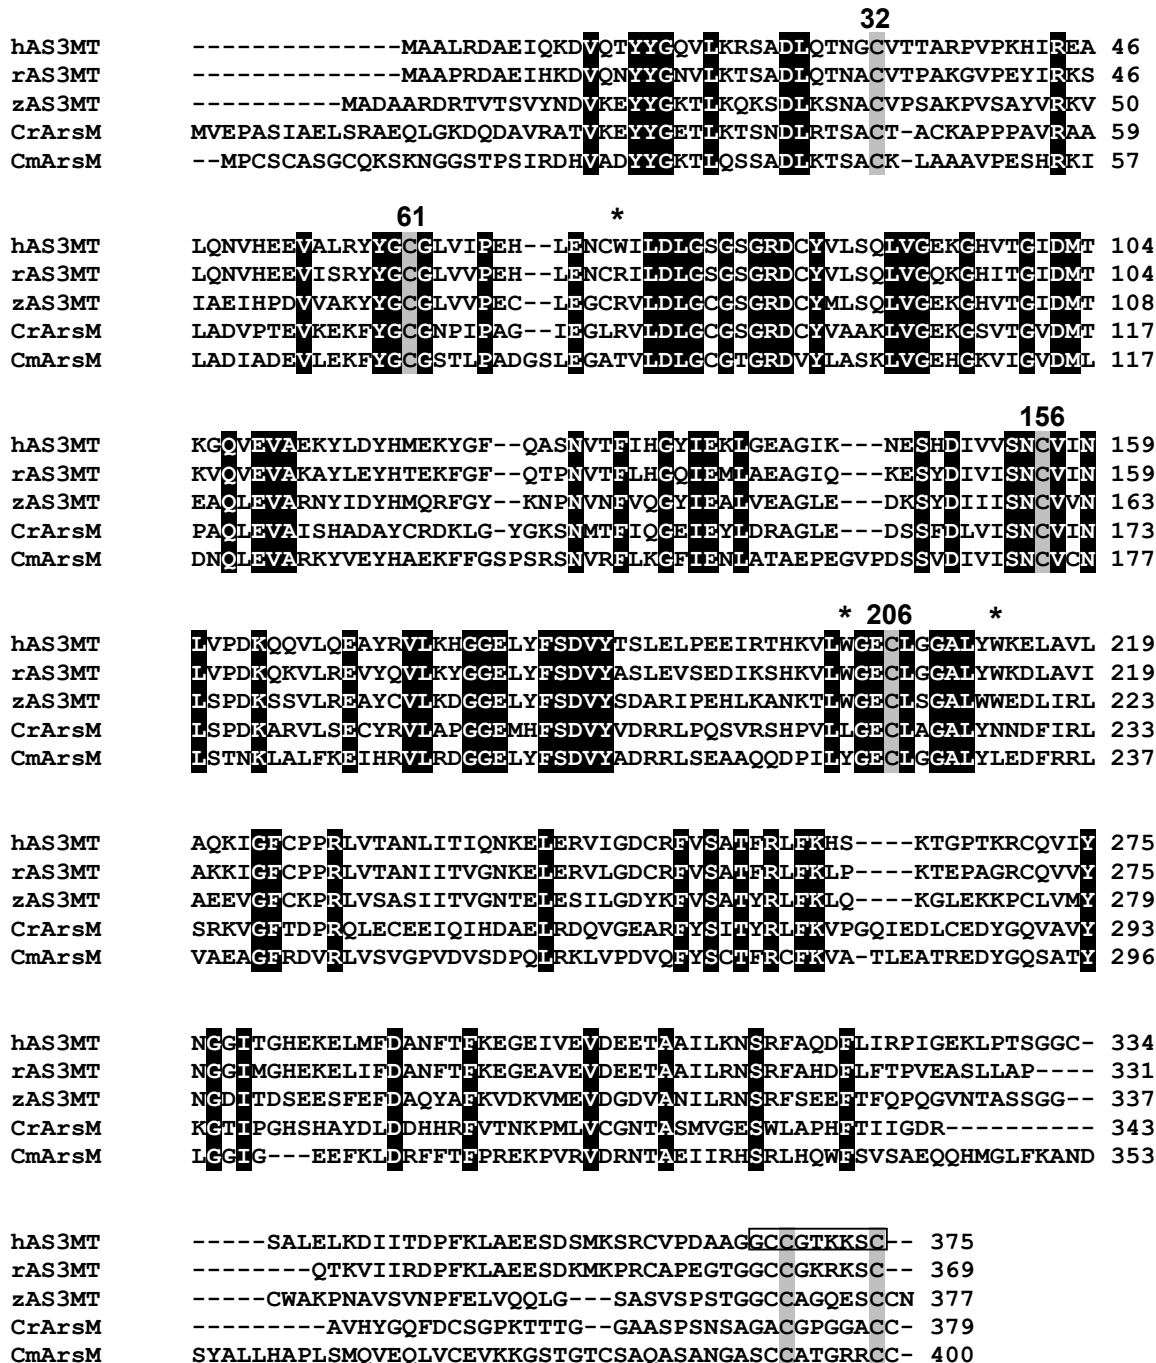 32
hAS3MT --------------MAALRDAEIQKDVQTYYGQVLKRSADLQTNGCVTTARPVPKHIREA 46
rAS3MT --------------MAAPRDAEIHKDVQNYYGNVLKTSADLQTNACVTPAKGVPEYIRKS 46
zAS3MT ----------MADAARDRTVTSVYNDVKEYYGKTLKQKSDLKSNACVPSAKPVSAYVRKV 50
CrArsM MVEPASIAELSRAEQLGKDQDAVRATVKEYYGETLKTSNDLRTSACT-ACKAPPPAVRAA 59
CmArsM --MPCSCASGCQKSKNGGSTPSIRDHVADYYGKTLQSSADLKTSACK-LAAAVPESHRKI 57
61 *
hAS3MT LQNVHEEVALRYYGCGLVIPEH--LENCWILDLGSGSGRDCYVLSQLVGEKGHVTGIDMT 104
rAS3MT LQNVHEEVISRYYGCGLVVPEH--LENCRILDLGSGSGRDCYVLSQLVGQKGHITGIDMT 104
zAS3MT IAEIHPDVVAKYYGCGLVVPEC--LEGCRVLDLGCGSGRDCYMLSQLVGEKGHVTGIDMT 108
CrArsM LADVPTEVKEKFYGCGNPIPAG--IEGLRVLDLGCGSGRDCYVAAKLVGEKGSVTGVDMT 117
CmArsM LADIADEVLEKFYGCGSTLPADGSLEGATVLDLGCGTGRDVYLASKLVGEHGKVIGVDML 117
156
hAS3MT KGQVEVAEKYLDYHMEKYGF--QASNVTFIHGYIEKLGEAGIK---NESHDIVVSNCVIN 159
rAS3MT KVQVEVAKAYLEYHTEKFGF--QTPNVTFLHGQIEMLAEAGIQ---KESYDIVISNCVIN 159
zAS3MT EAQLEVARNYIDYHMQRFGY--KNPNVNFVQGYIEALVEAGLE---DKSYDIIISNCVVN 163
CrArsM PAQLEVAISHADAYCRDKLG-YGKSNMTFIQGEIEYLDRAGLE---DSSFDLVISNCVIN 173
CmArsM DNQLEVARKYVEYHAEKFFGSPSRSNVRFLKGFIENLATAEPEGVPDSSVDIVISNCVCN 177
* 206 *
hAS3MT LVPDKQQVLQEAYRVLKHGGELYFSDVYTSLELPEEIRTHKVLWGECLGGALYWKELAVL 219
rAS3MT LVPDKQKVLREVYQVLKYGGELYFSDVYASLEVSEDIKSHKVLWGECLGGALYWKDLAVI 219
zAS3MT LSPDKSSVLREAYCVLKDGGELYFSDVYSDARIPEHLKANKTLWGECLSGALWWEDLIRL 223
CrArsM LSPDKARVLSECYRVLAPGGEMHFSDVYVDRRLPQSVRSHPVLLGECLAGALYNNDFIRL 233
CmArsM LSTNKLALFKEIHRVLRDGGELYFSDVYADRRLSEAAQQDPILYGECLGGALYLEDFRRL 237
hAS3MT AQKIGFCPPRLVTANLITIQNKELERVIGDCRFVSATFRLFKHS----KTGPTKRCQVIY 275
rAS3MT AKKIGFCPPRLVTANIITVGNKELERVLGDCRFVSATFRLFKLP----KTEPAGRCQVVY 275
zAS3MT AEEVGFCKPRLVSASIITVGNTELESILGDYKFVSATYRLFKLQ----KGLEKKPCLVMY 279
CrArsM SRKVGFTDPRQLECEEIQIHDAELRDQVGEARFYSITYRLFKVPGQIEDLCEDYGQVAVY 293
CmArsM VAEAGFRDVRLVSVGPVDVSDPQLRKLVPDVQFYSCTFRCFKVA-TLEATREDYGQSATY 296
hAS3MT NGGITGHEKELMFDANFTFKEGEIVEVDEETAAILKNSRFAQDFLIRPIGEKLPTSGGC- 334
rAS3MT NGGIMGHEKELIFDANFTFKEGEAVEVDEETAAILRNSRFAHDFLFTPVEASLLAP---- 331
zAS3MT NGDITDSEESFEFDAQYAFKVDKVMEVDGDVANILRNSRFSEEFTFQPQGVNTASSGG-- 337
CrArsM KGTIPGHSHAYDLDDHHRFVTNKPMLVCGNTASMVGESWLAPHFTIIGDR---------- 343
CmArsM LGGIG---EEFKLDRFFTFPREKPVRVDRNTAEIIRHSRLHQWFSVSAEQQHMGLFKAND 353
hAS3MT -----SALELKDIITDPFKLAEESDSMKSRCVPDAAGGCCGTKKSC-- 375
rAS3MT --------QTKVIIRDPFKLAEESDKMKPRCAPEGTGGCCGKRKSC-- 369
zAS3MT -----CWAKPNAVSVNPFELVQQLG---SASVSPSTGGCCAGQESCCN 377
CrArsM ---------AVHYGQFDCSGPKTTTG--GAASPSNSAGACGPGGACC- 379
CmArsM SYALLHAPLSMQVEQLVCEVKKGSTGTCSAQASANGASCCATGRRCC- 400